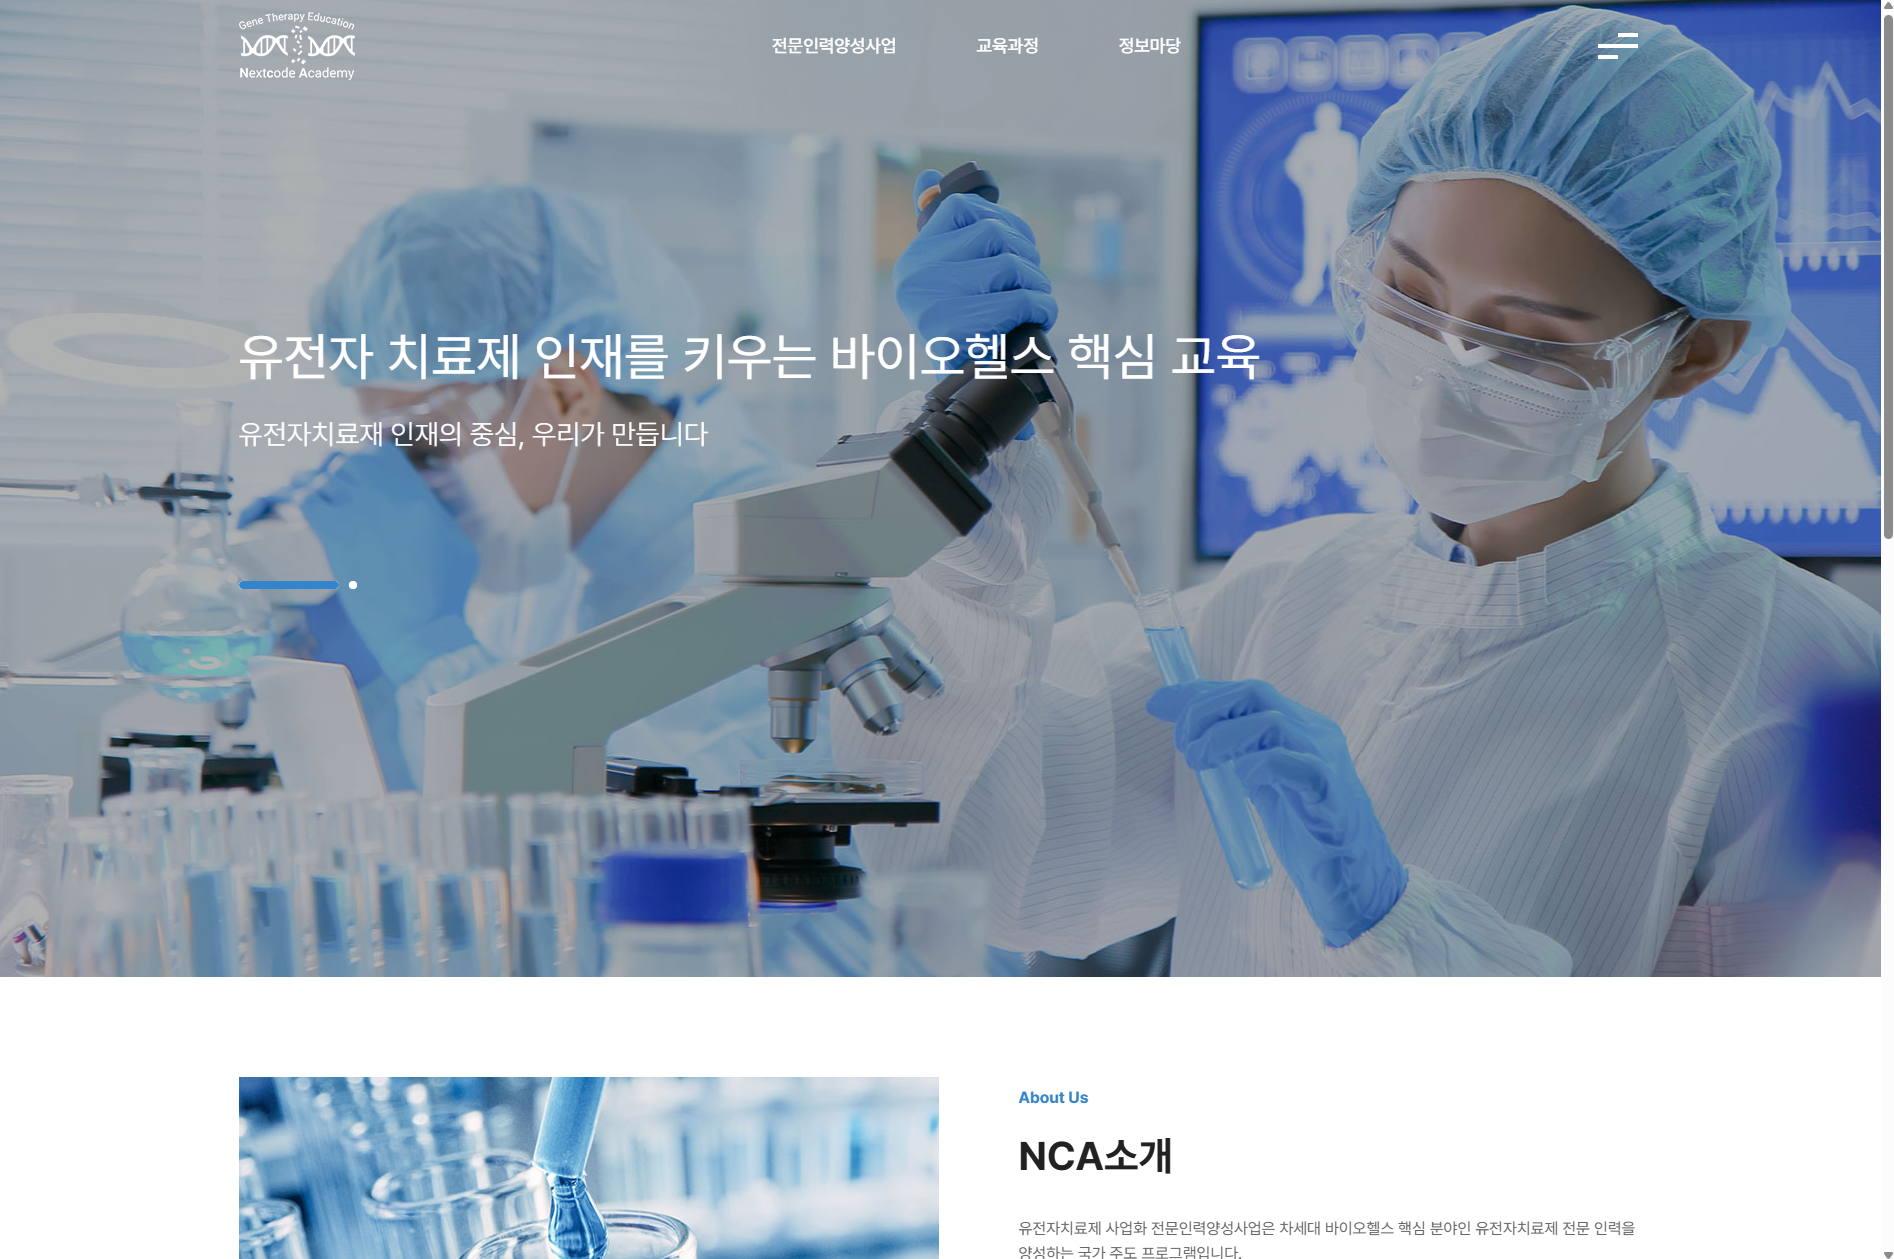 Gene Therapy Education
Nextcode Academy
전문인력양성사업
교육과정
정보마당
유전자 치료제 인재를 키우는 바이오헬스 핵심 교육
유전자치료재 인재의 중심, 우리가 만듭니다
About Us
NCA소개
유전자치료제 사업화 전문인력양성사업은 차세대 바이오헬스 핵심 분야인 유전자치료제 전문 인력을
양성하는 국가 주도 프로그램입니다.